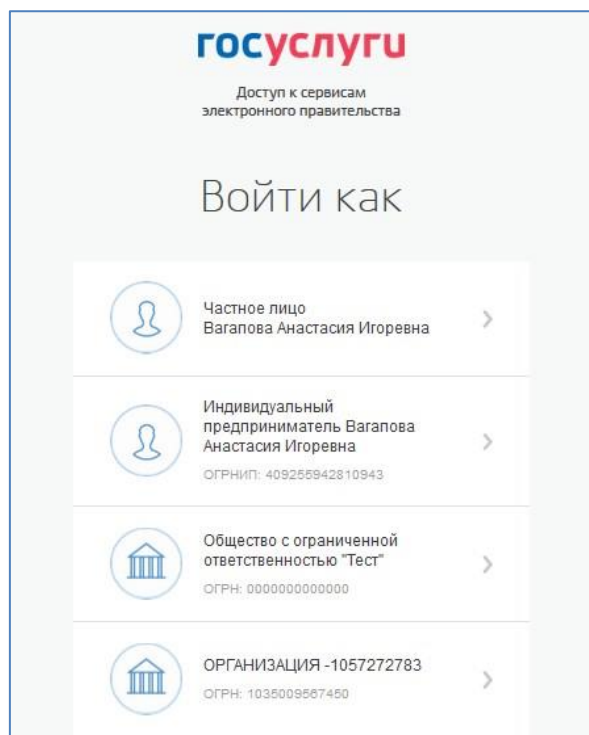 госуслуги
Доступ к сервисам
электронного правительства
Войти как
Частное лицо
Вагапова Анастасия Игоревна
Индивидуальный
предприниматель Вагапова
Анастасия Игоревна
ОГРНИП: 409255942810943
Общество с ограниченной
ответственностью "Тест"
ОГРН: 0000000000000
ОРГАНИЗАЦИЯ -1057272783
ОГРН: 1035009567450